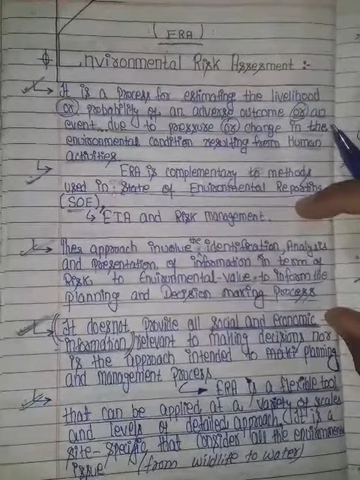 (ERA)
Environmental Risk Assesment :-
It is a process for estimating the livelihood
(or) probability of an adverse outcome (or) an
event due to pressure (or) change in the
environmental condition resulting them Human
activities
ERA is complementary to methods
used in State of Environmental Reporting
(SOE),
↳ EIA and Risk management.
This approach involve the identification, Analysis
and Presentation of information in term of
Risk to Environmental value, to inform the
planning and Decision making Process
It doesnot Provide all social and economic
information relevant to making decisions nor
is the approach intended to make planning
and management Process
→ ERA is a flexible tool
that can be applied at a variety of scales
and levels of detailed approach. (It is a
site-specific that considers all the environmental
issue (from wildlife to water)